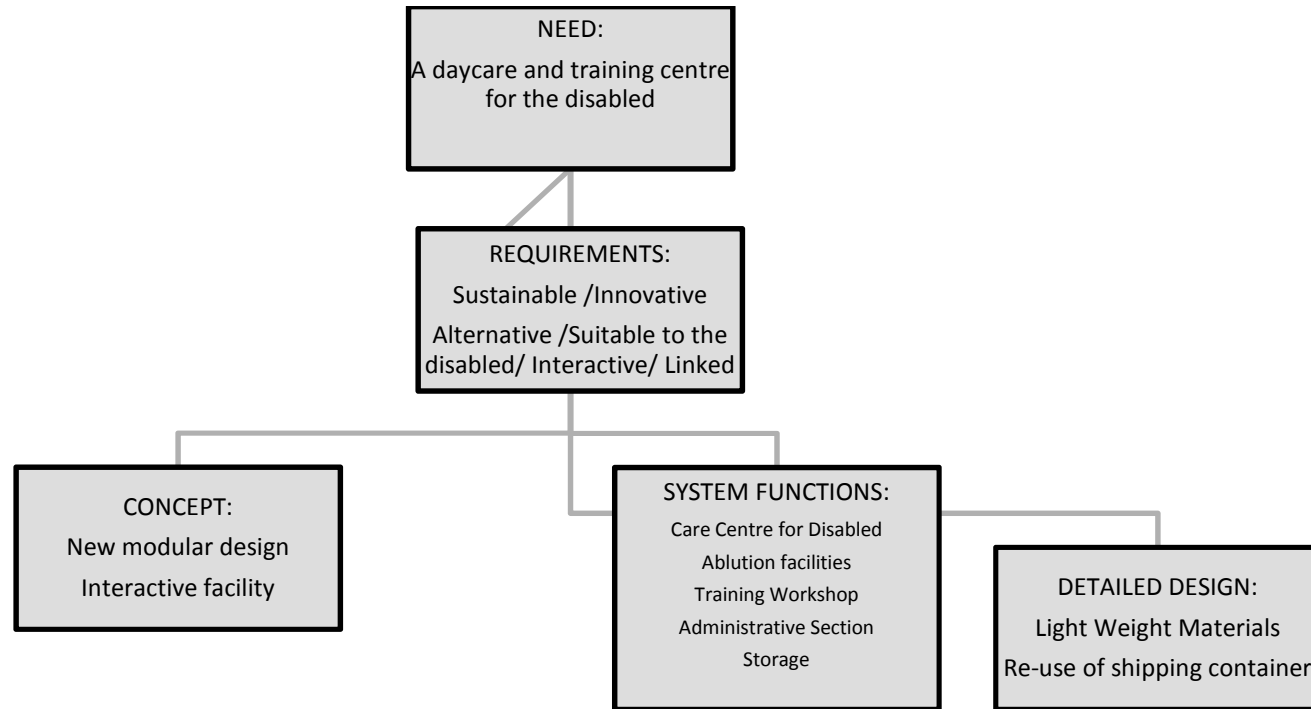 NEED:
A daycare and training centre
for the disabled
REQUIREMENTS:
Sustainable /Innovative
Alternative /Suitable to the
disabled/ Interactive/ Linked
CONCEPT:
New modular design
Interactive facility
SYSTEM FUNCTIONS:
Care Centre for Disabled
Ablution facilities
Training Workshop
Administrative Section
Storage
DETAILED DESIGN:
Light Weight Materials
Re-use of shipping container